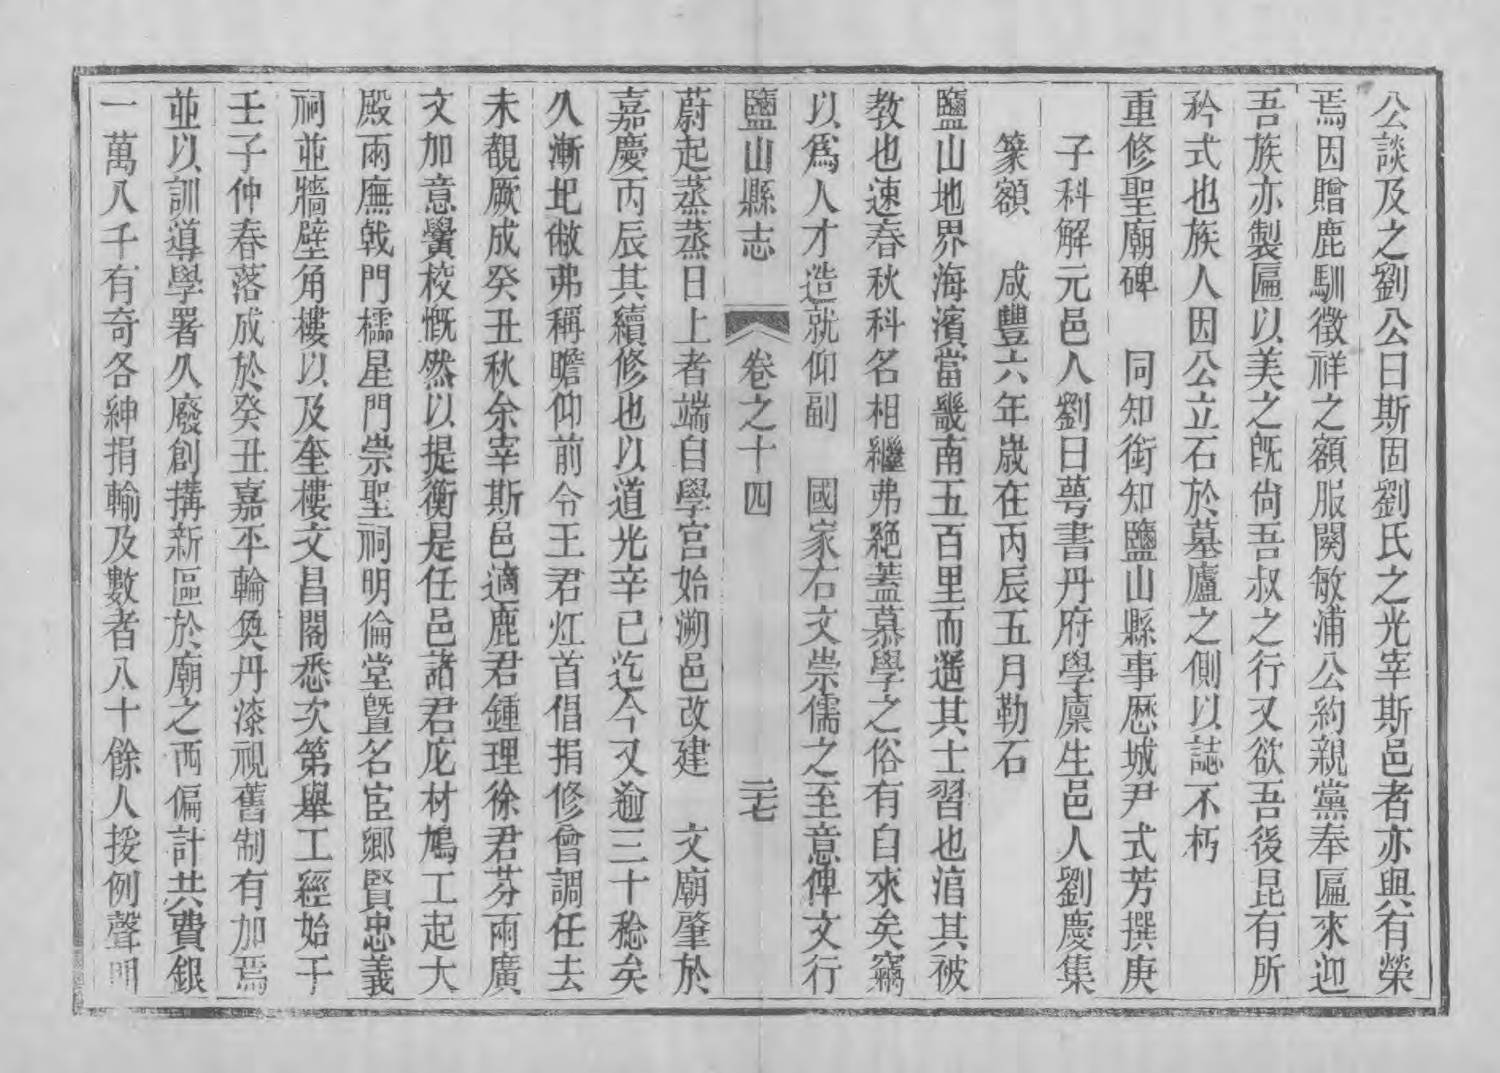 公談及之劉公曰斯固劉氏之光宰斯邑者亦與有榮
焉因贈鹿馴徵祥之額服闋敏浦公約親黨奉匾來迎
吾族亦製匾以美之旣尙吾叔之行又欲吾後昆有所
矜式也族人因公立石於墓廬之側以誌不朽
重修聖廟碑　同知銜知鹽山縣事歷城尹式芳撰庚
子科解元邑人劉曰萼書丹府學廩生邑人劉慶集
篆額　咸豐六年歲在丙辰五月勒石
鹽山地界海濱當畿南五百里而遥其士習也涫其被
教也速春秋科名相繼弗絶蓋慕學之俗有自來矣竊
以爲人才造就仰副　國家右文崇儒之至意俾文行
鹽山縣志　卷之十四　三七
蔚起蒸蒸日上者端自學宮始溯邑改建　文廟肇於
嘉慶丙辰其續修也以道光辛巳迄今又逾三十稔矣
久漸圮敝弗稱瞻仰前令王君灴首倡捐修會調任去
未覩厥成癸丑秋余宰斯邑適鹿君鍾理徐君芬雨廣
文加意黌校慨然以提衡是任邑諸君庀材鳩工起大
殿兩廡戟門櫺星門崇聖祠明倫堂曁名宦鄉賢忠義
祠並牆壁角樓以及奎樓文昌閣悉次第舉工經始于
壬子仲春落成於癸丑嘉平輪奐丹漆視舊制有加焉
並以訓導學署久廢創搆新區於廟之西偏計共費銀
一萬八千有奇各紳捐輸及數者八十餘人援例聲明